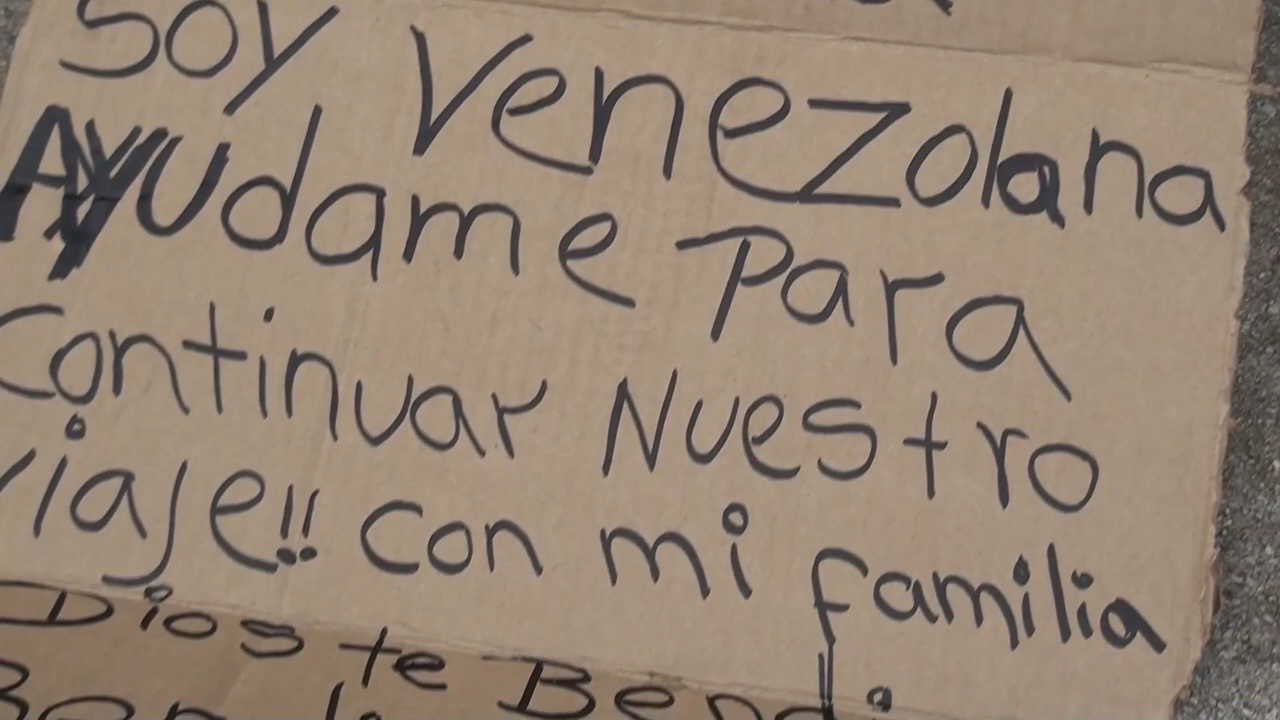 Soy Venezolana
AYUdame Para
Continuar Nuestro
viaje!! con mi familia
Dios te